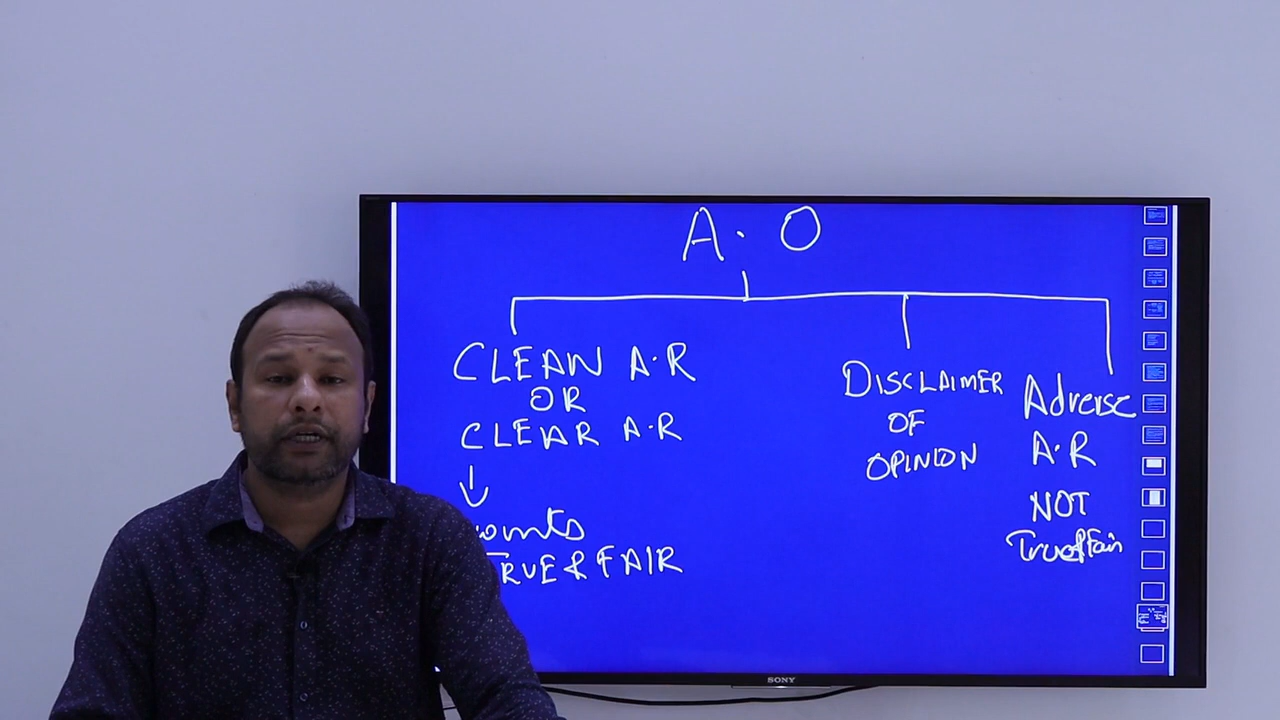 A. O
CLEAN A.R
OR
CLEAR A.R
TRUE & FAIR
DISCLAIMER
OF
OPINION
Adverse
A.R
NOT
True&Fair
SONY